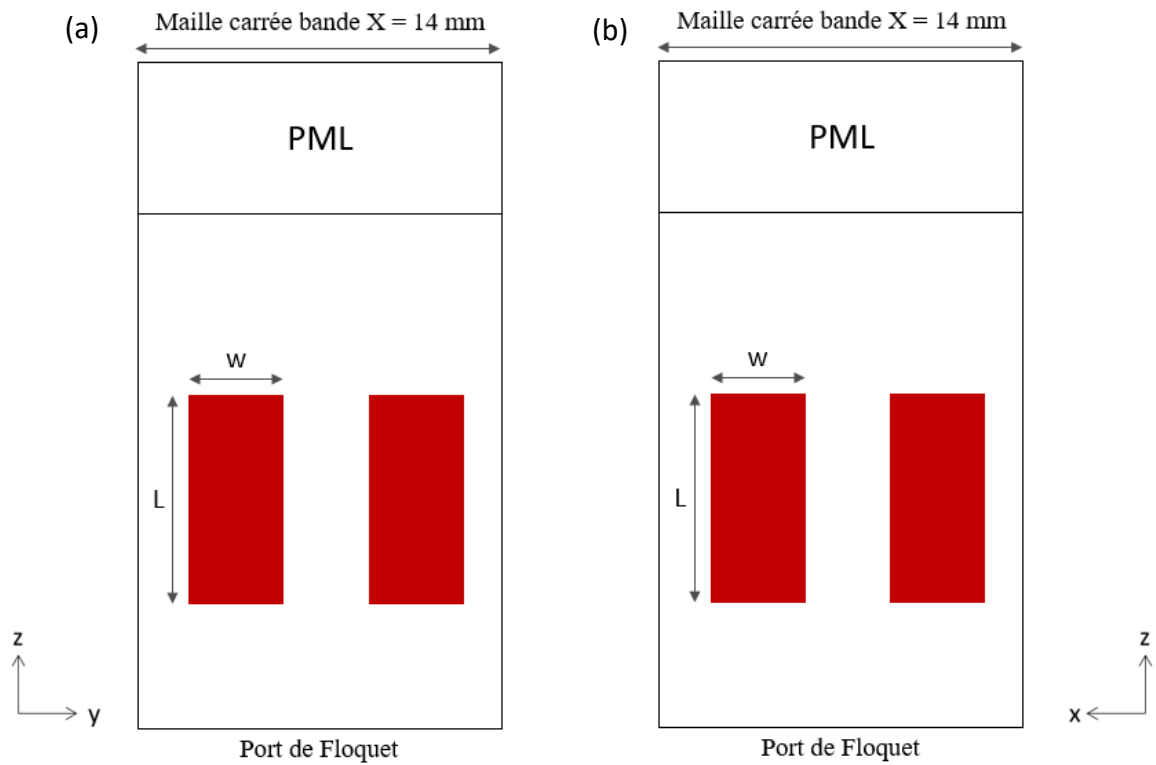 (a)
Maille carrée bande X = 14 mm
PML
w
L
z
y
Port de Floquet
(b)
Maille carrée bande X = 14 mm
PML
w
L
z
x
Port de Floquet